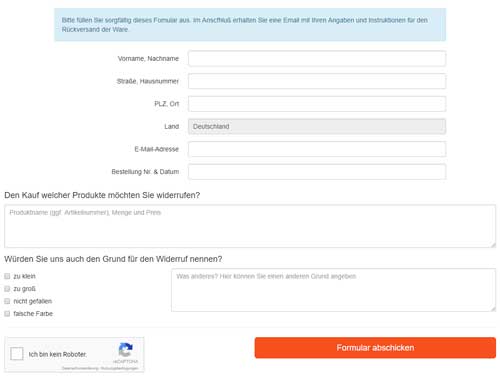 Bitte füllen Sie sorgfältig dieses Fomular aus. Im Anschluß erhalten Sie eine Email mit Ihren Angaben und Instruktionen für den
Rückversand der Ware.
Vorname, Nachname
Straße, Hausnummer
PLZ, Ort
Land
Deutschland
E-Mail-Adresse
Bestellung Nr. & Datum
Den Kauf welcher Produkte möchten Sie widerrufen?
Produktname (ggf. Artikelnummer), Menge und Preis
Würden Sie uns auch den Grund für den Widerruf nennen?
zu klein
zu groß
nicht gefallen
falsche Farbe
Was anderes? Hier können Sie einen anderen Grund angeben.
Ich bin kein Roboter.
reCAPTCHA
Datenschutzerklärung - Nutzungsbedingungen
Formular abschicken